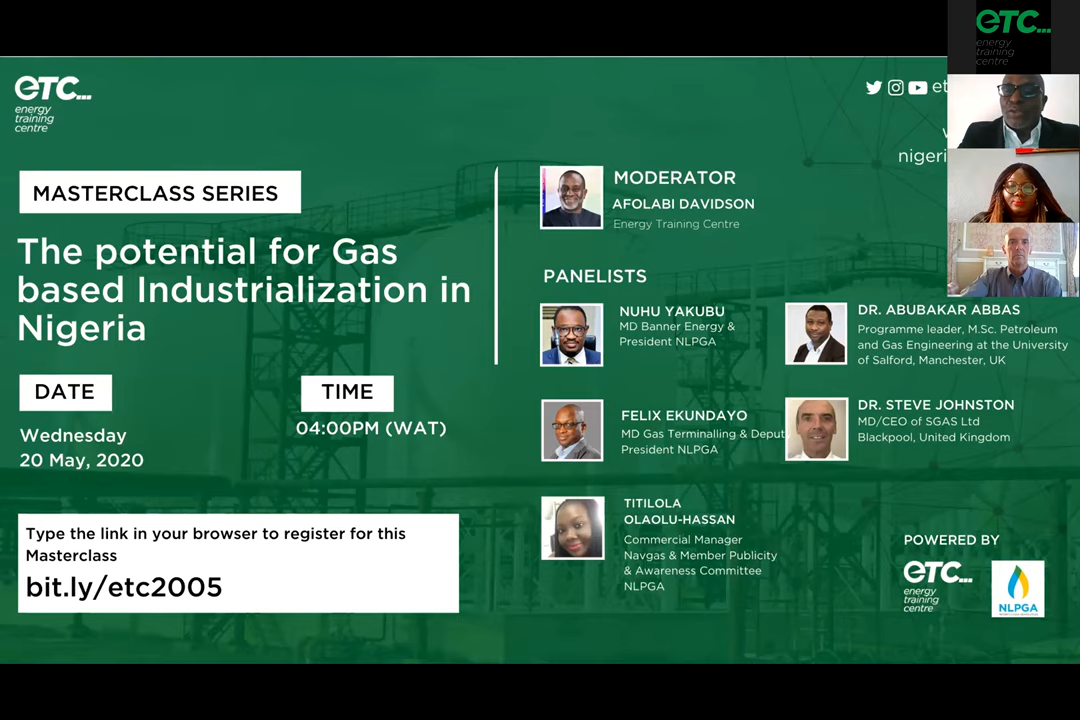 eTC...
energy
training
centre
eTC...
energy
training
centre
et
nigeri
MASTERCLASS SERIES
The potential for Gas
based Industrialization in
Nigeria
DATE
TIME
Wednesday
20 May, 2020
04:00PM (WAT)
Type the link in your browser to register for this
Masterclass
bit.ly/etc2005
MODERATOR
AFOLABI DAVIDSON
Energy Training Centre
PANELISTS
NUHU YAKUBU
MD Banner Energy &
President NLPGA
DR. ABUBAKAR ABBAS
Programme leader, M.Sc. Petroleum
and Gas Engineering at the University
of Salford, Manchester, UK
FELIX EKUNDAYO
MD Gas Terminalling & Deput
President NLPGA
DR. STEVE JOHNSTON
MD/CEO of SGAS Ltd
Blackpool, United Kingdom
TITILOLA
OLAOLU-HASSAN
Commercial Manager
Navgas & Member Publicity
& Awareness Committee
NLPGA
POWERED BY
eTC...
energy
training
centre
NLPGA